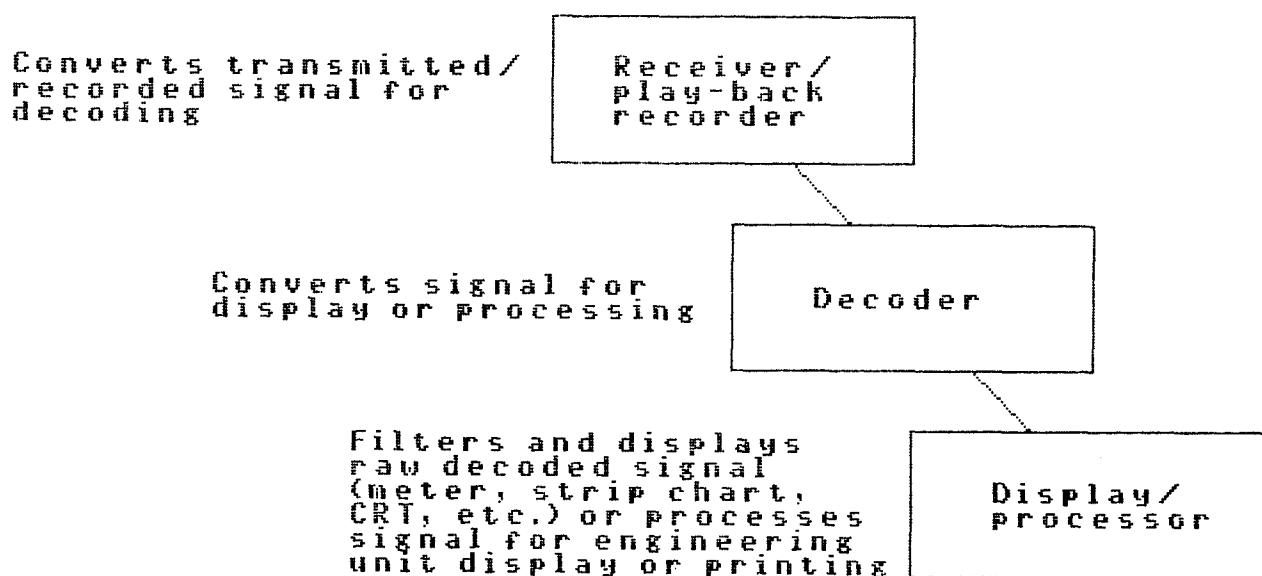 Converts transmitted/
recorded signal for
decoding
Receiver/
play-back
recorder
Converts signal for
display or processing
Decoder
Filters and displays
raw decoded signal
(meter, strip chart,
CRT, etc.) or processes
signal for engineering
unit display or printing
Display/
processor